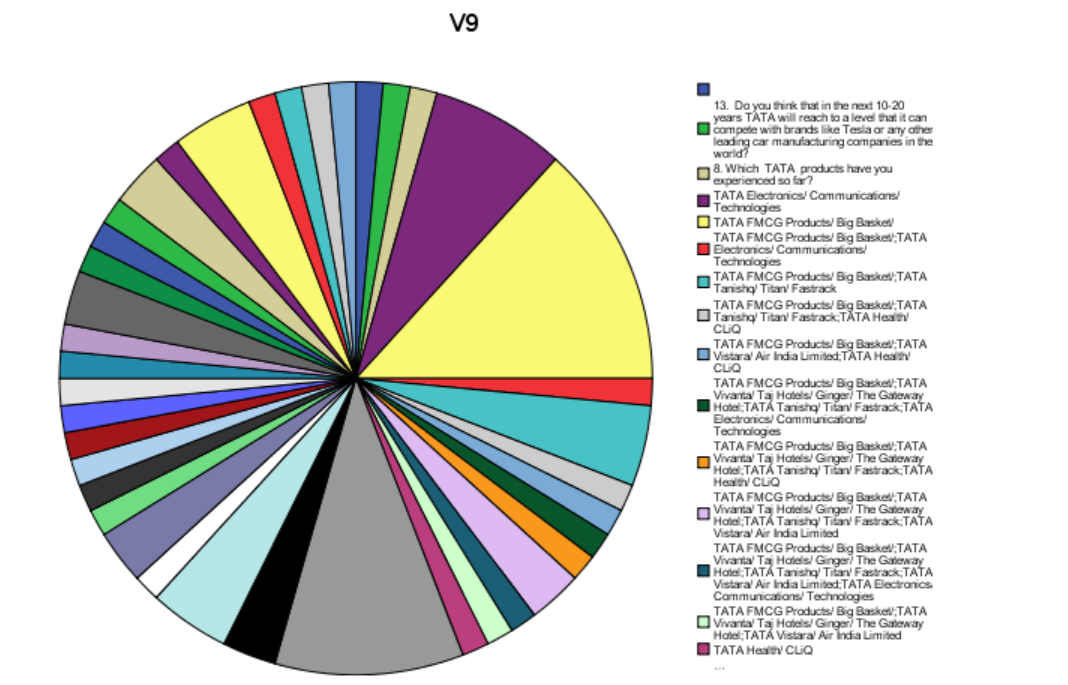 V9
13. Do you think that in the next 10-20
years TATA will reach to a level that it can
compete with brands like Tesla or any other
leading car manufacturing companies in the
world?
8. Which TATA products have you
experienced so far?
TATA Electronics/ Communications/
Technologies
TATA FMCG Products/ Big Basket/
TATA FMCG Products/ Big Basket/;TATA
Electronics/ Communications/
Technologies
TATA FMCG Products/ Big Basket/;TATA
Tanishq/ Titan/ Fastrack
TATA FMCG Products/ Big Basket/;TATA
Tanishq/ Titan/ Fastrack;TATA Health/
CLiQ
TATA FMCG Products/ Big Basket/;TATA
Vistara/ Air India Limited;TATA Health/
CLiQ
TATA FMCG Products/ Big Basket/;TATA
Vivanta/ Taj Hotels/ Ginger/ The Gateway
Hotel;TATA Tanishq/ Titan/ Fastrack;TATA
Electronics/ Communications/
Technologies
TATA FMCG Products/ Big Basket/;TATA
Vivanta/ Taj Hotels/ Ginger/ The Gateway
Hotel;TATA Tanishq/ Titan/ Fastrack;TATA
Health/ CLiQ
TATA FMCG Products/ Big Basket/;TATA
Vivanta/ Taj Hotels/ Ginger/ The Gateway
Hotel;TATA Tanishq/ Titan/ Fastrack;TATA
Vistara/ Air India Limited
TATA FMCG Products/ Big Basket/;TATA
Vivanta/ Taj Hotels/ Ginger/ The Gateway
Hotel;TATA Tanishq/ Titan/ Fastrack;TATA
Vistara/ Air India Limited;TATA Electronics/
Communications/ Technologies
TATA FMCG Products/ Big Basket/;TATA
Vivanta/ Taj Hotels/ Ginger/ The Gateway
Hotel;TATA Vistara/ Air India Limited
TATA Health/ CLiQ
...